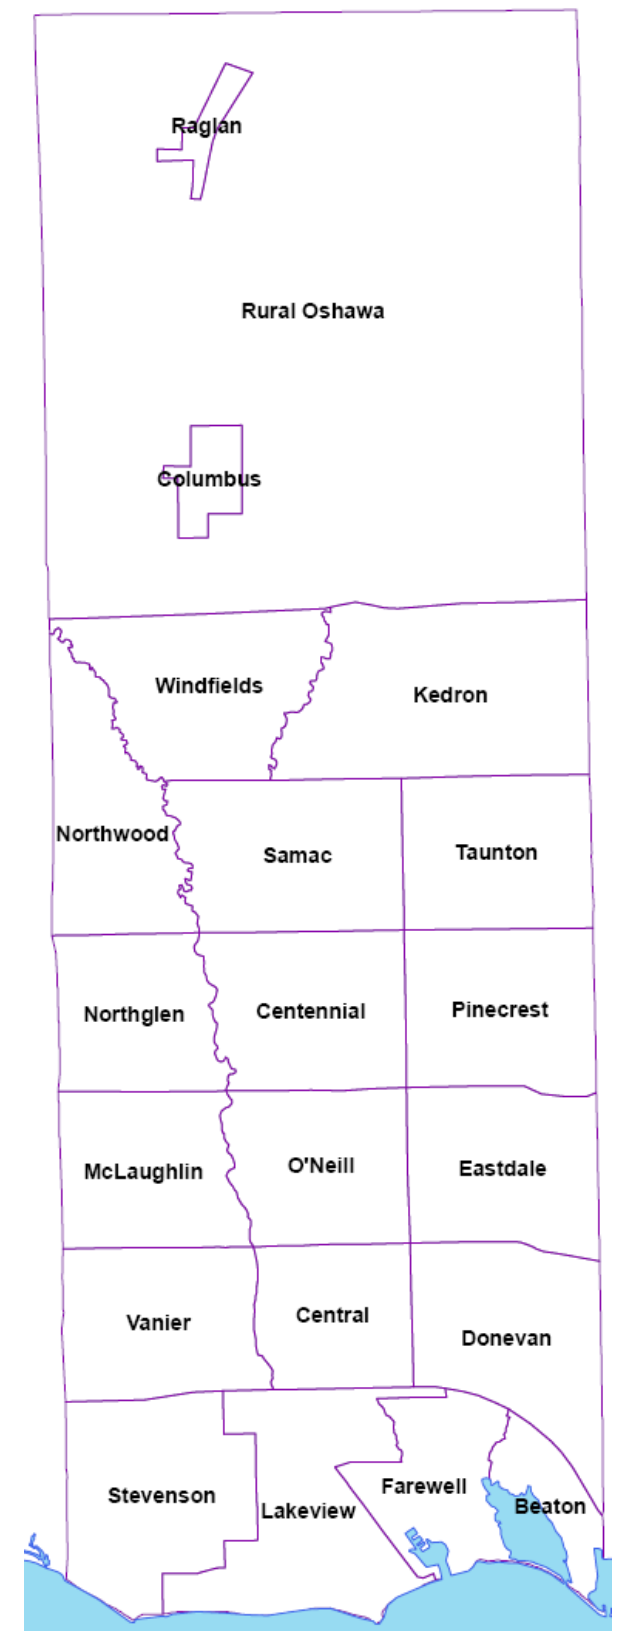 Raglan
Rural Oshawa
Columbus
Windfields
Kedron
Northwood
Samac
Taunton
Northglen
Centennial
Pinecrest
McLaughlin
O'Neill
Eastdale
Vanier
Central
Donevan
Stevenson
Lakeview
Farewell
Beaton